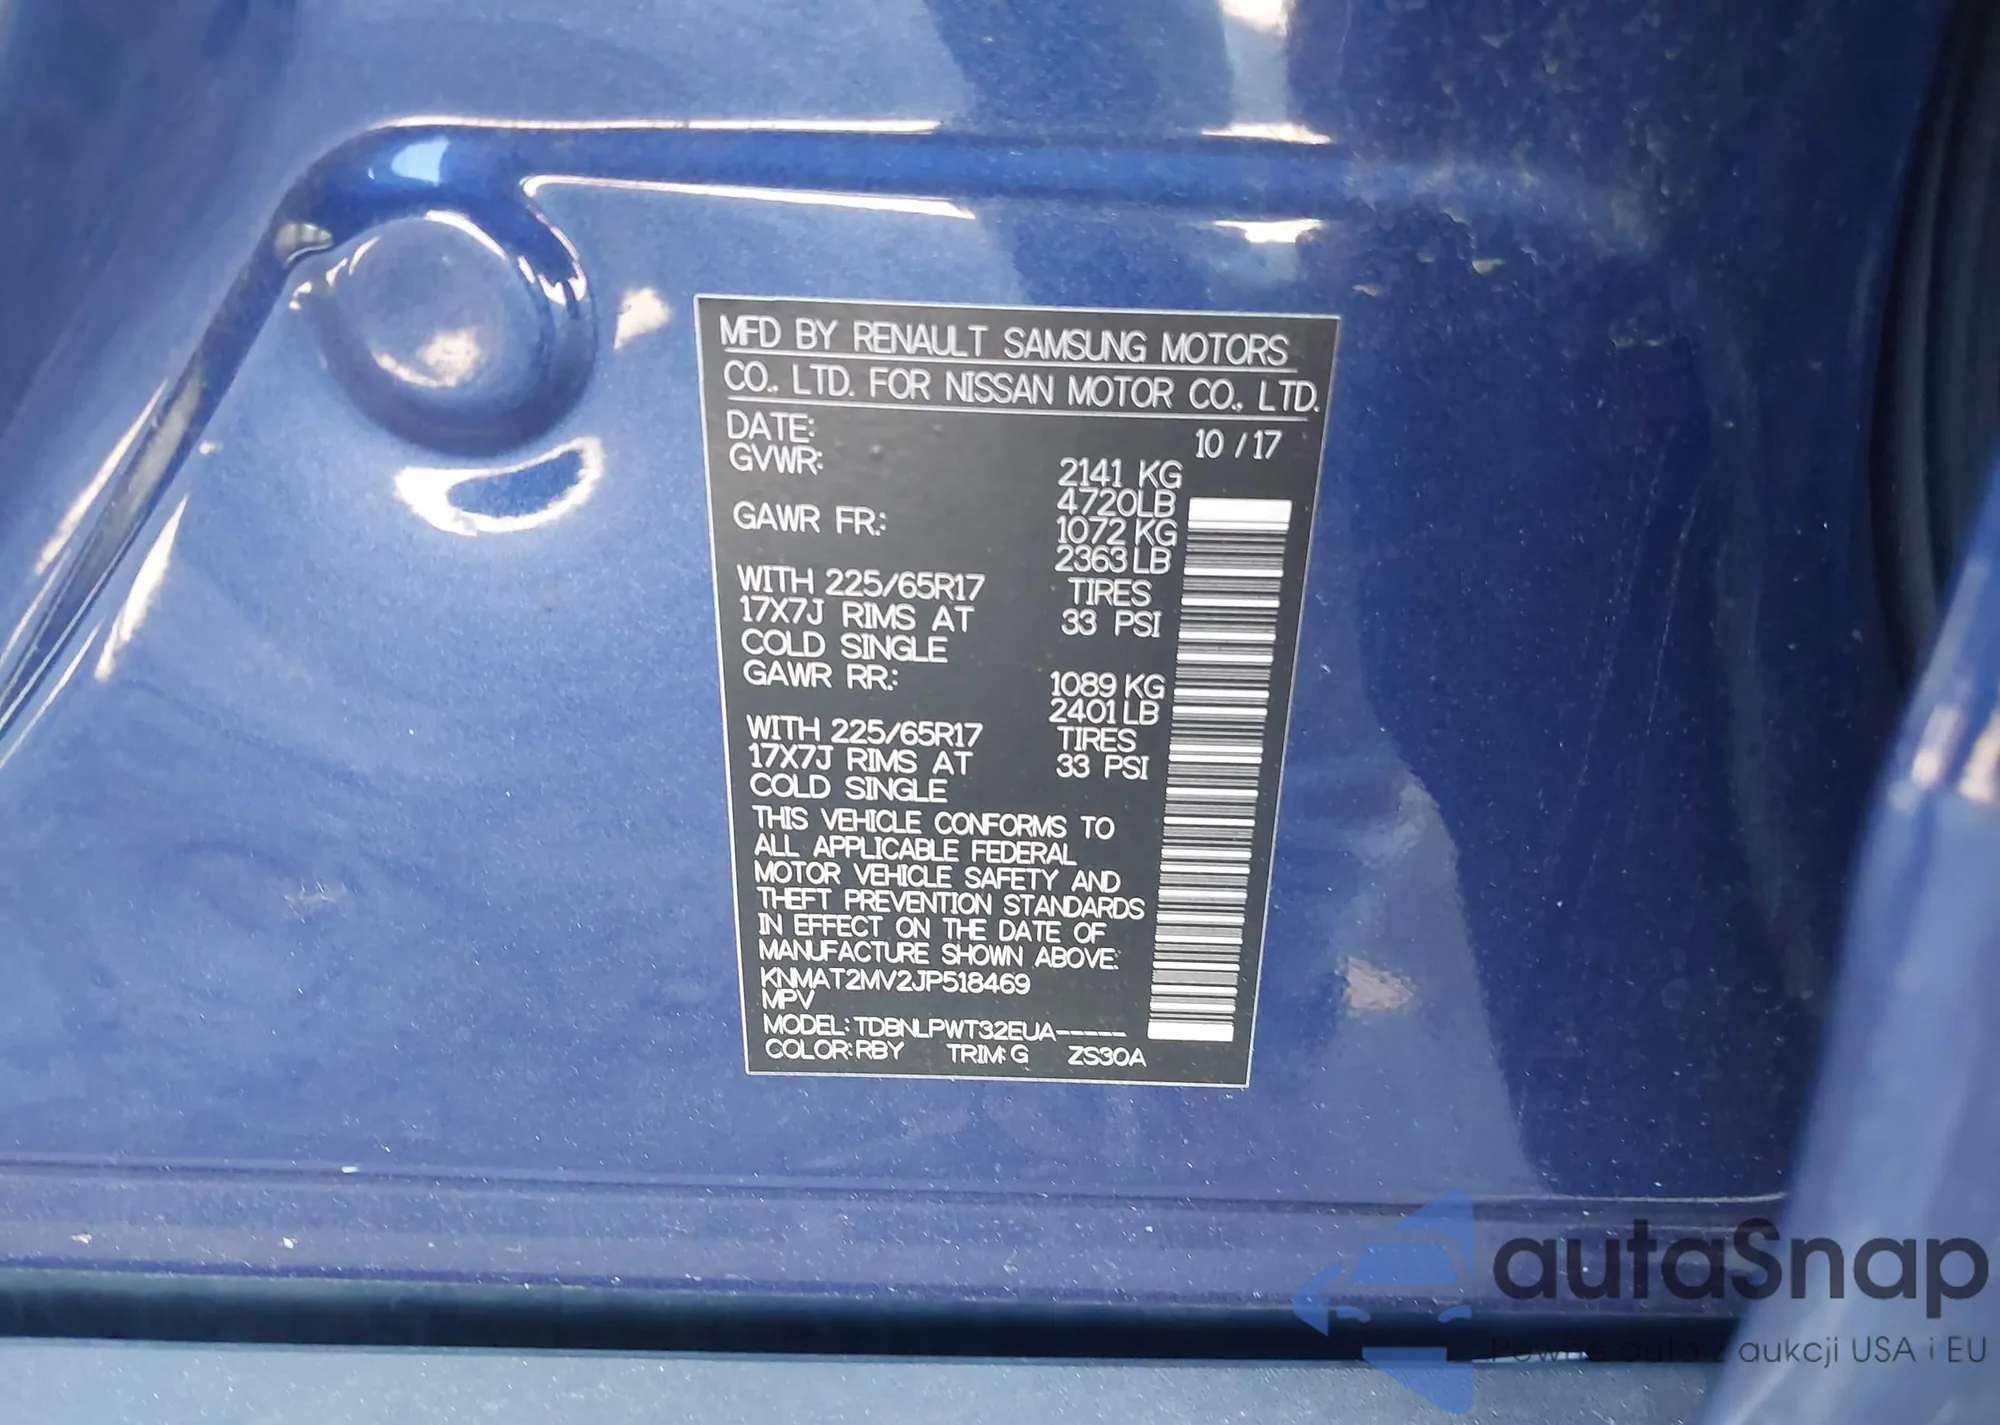 MFD BY RENAULT SAMSUNG MOTORS
CO., LTD. FOR NISSAN MOTOR CO., LTD.
DATE: 10 / 17
GVWR: 2141 KG
4720LB
GAWR FR.: 1072 KG
2363 LB
WITH 225/65R17 TIRES
17X7J RIMS AT 33 PSI
COLD SINGLE
GAWR RR.: 1089 KG
2401 LB
WITH 225/65R17 TIRES
17X7J RIMS AT 33 PSI
COLD SINGLE
THIS VEHICLE CONFORMS TO
ALL APPLICABLE FEDERAL
MOTOR VEHICLE SAFETY AND
THEFT PREVENTION STANDARDS
IN EFFECT ON THE DATE OF
MANUFACTURE SHOWN ABOVE.
KNMAT2MV2JP518469
MPV
MODEL: TDBNLPWT32EUA-----
COLOR: RBY TRIM: G ZS30A
autaSnap
Pewne auta z aukcji USA i EU